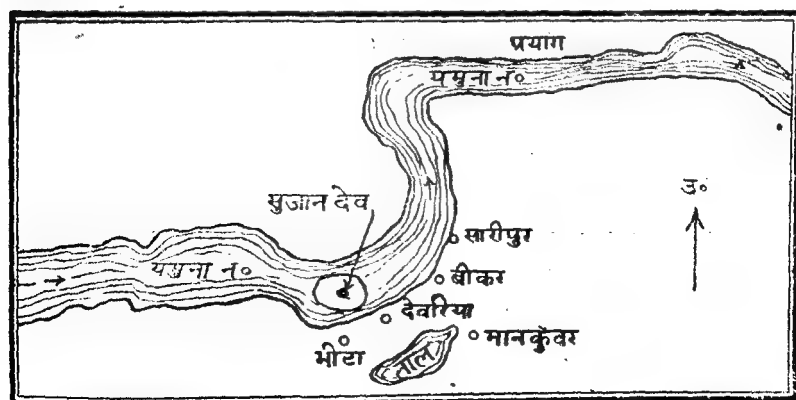 प्रयाग
यमुना न०
उ०
सुजान देव
सारीपुर
यमुना न०
बीकर
देवरिया
मानकुंवर
भीटा
ताल